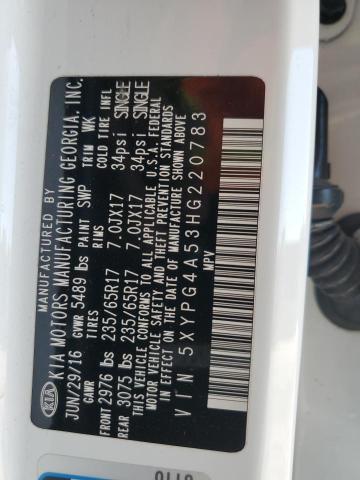 KIA
MANUFACTURED BY
KIA MOTORS MANUFACTURING GEORGIA, INC.
JUN/29/16 GVWR 5489 lbs PAINT SWP TRIM WK
GAWR TIRES RIMS COLD TIRE INFL
FRONT 2976 lbs 235/65R17 7.0JX17 34psi SINGLE
REAR 3075 lbs 235/65R17 7.0JX17 34psi SINGLE
THIS VEHICLE CONFORMS TO ALL APPLICABLE U.S.A. FEDERAL
MOTOR VEHICLE SAFETY AND THEFT PREVENTION STANDARDS
IN EFFECT ON THE DATE OF MANUFACTURE SHOWN ABOVE
VIN 5XYPG4A53HG220783
MPV